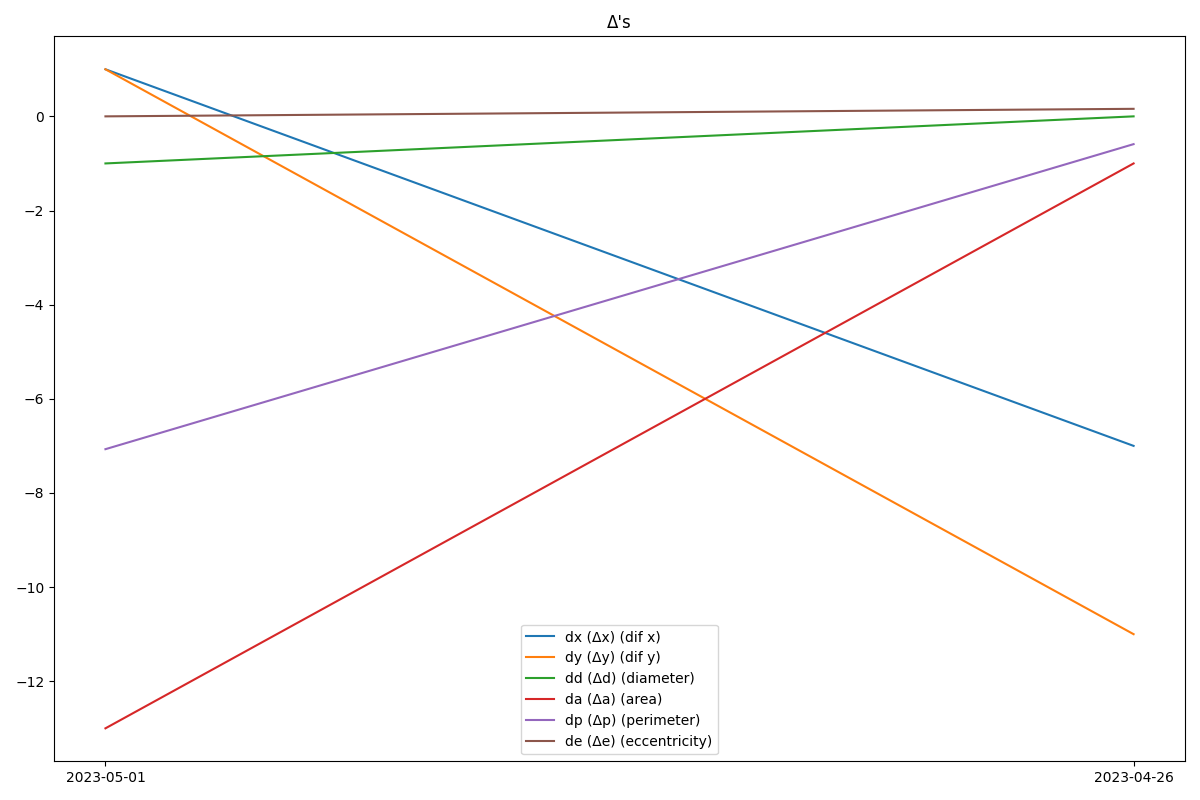 Δ's
0
−2
−4
−6
−8
−10
−12
dx (Δx) (dif x)
dy (Δy) (dif y)
dd (Δd) (diameter)
da (Δa) (area)
dp (Δp) (perimeter)
de (Δe) (eccentricity)
2023-05-01 2023-04-26